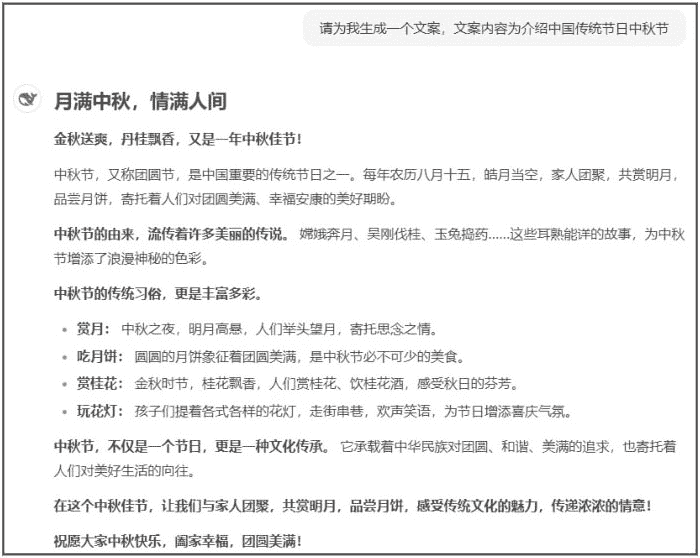 请为我生成一个文案，文案内容为介绍中国传统节日中秋节
月满中秋，情满人间
金秋送爽，丹桂飘香，又是一年中秋佳节！
中秋节，又称团圆节，是中国重要的传统节日之一。每年农历八月十五，皓月当空，家人团聚，共赏明月，
品尝月饼，寄托着人们对团圆美满、幸福安康的美好期盼。
中秋节的由来，流传着许多美丽的传说。 嫦娥奔月、吴刚伐桂、玉兔捣药……这些耳熟能详的故事，为中秋
节增添了浪漫神秘的色彩。
中秋节的传统习俗，更是丰富多彩。
• 赏月： 中秋之夜，明月高悬，人们举头望月，寄托思念之情。
• 吃月饼： 圆圆的月饼象征着团圆美满，是中秋节必不可少的美食。
• 赏桂花： 金秋时节，桂花飘香，人们赏桂花、饮桂花酒，感受秋日的芬芳。
• 玩花灯： 孩子们提着各式各样的花灯，走街串巷，欢声笑语，为节日增添喜庆气氛。
中秋节，不仅是一个节日，更是一种文化传承。 它承载着中华民族对团圆、和谐、美满的追求，也寄托着
人们对美好生活的向往。
在这个中秋佳节，让我们与家人团聚，共赏明月，品尝月饼，感受传统文化的魅力，传递浓浓的情意！
祝愿大家中秋快乐，阖家幸福，团圆美满！